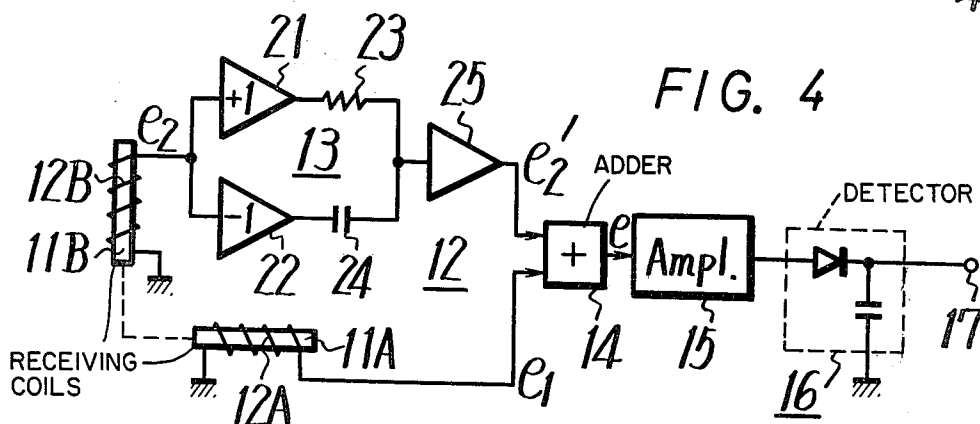 FIG. 4
21
23
25
+1
e2
13
e2'
ADDER
12B
-1
DETECTOR
11B
22
24
12
+
e
Ampl.
14
15
17
RECEIVING
COILS
11A
12A
e1
16